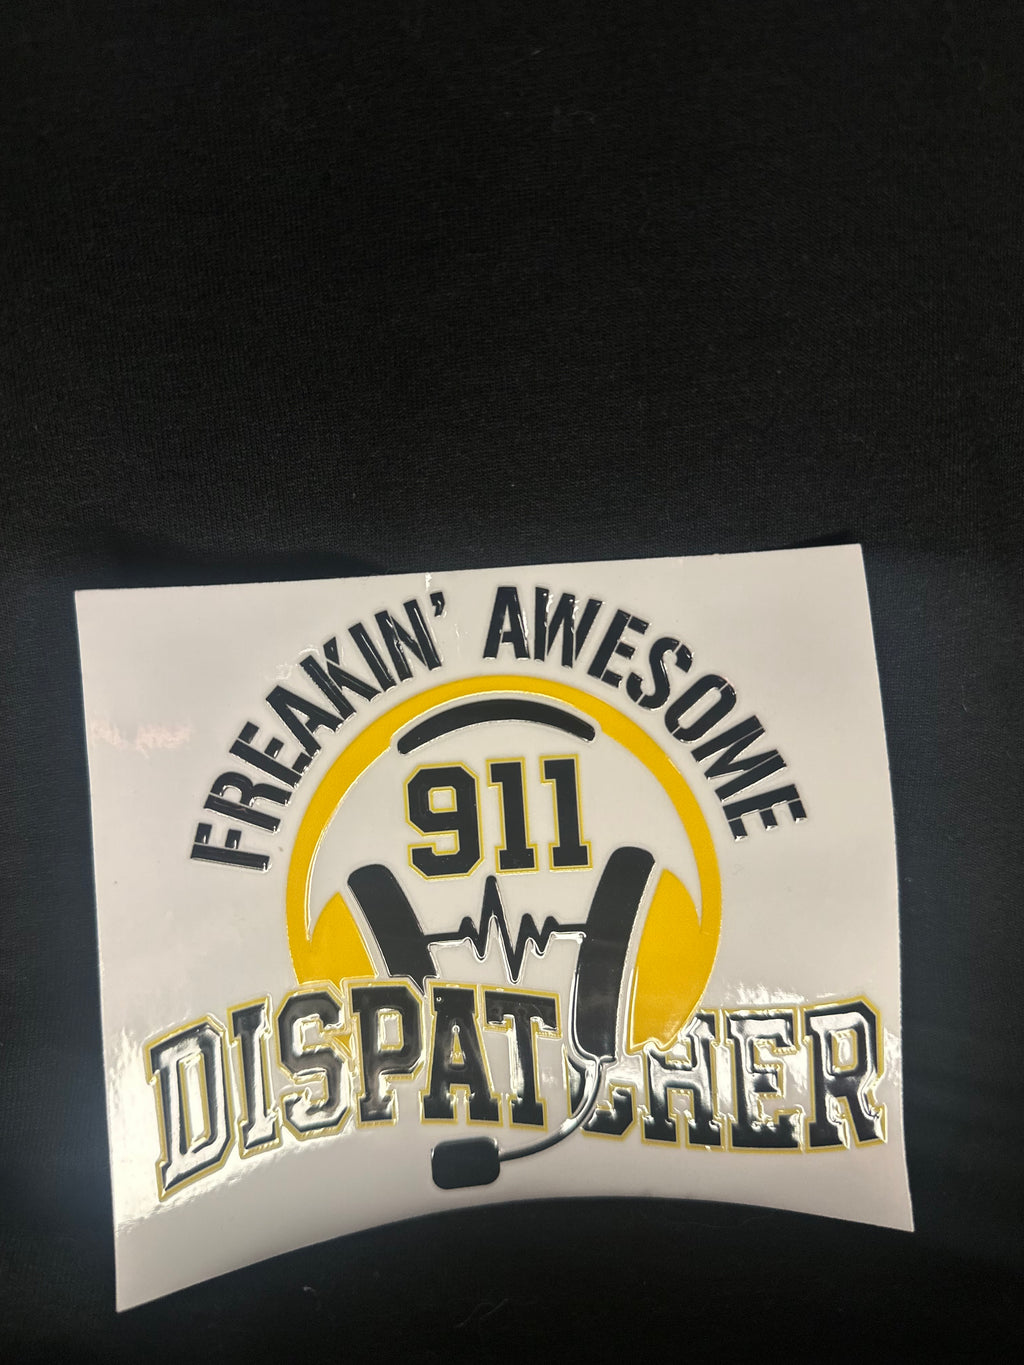 FREAKIN' AWESOME
911
DISPATCHER